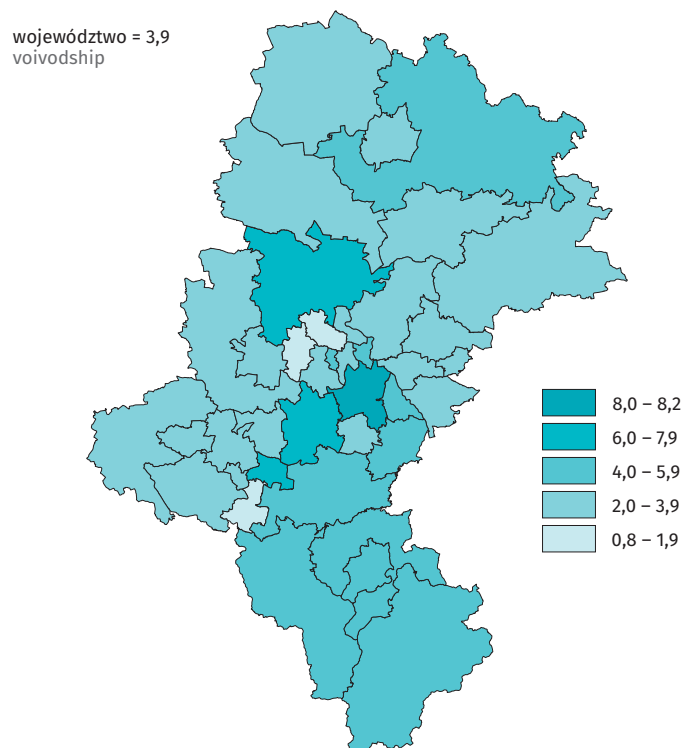 województwo = 3,9
voivodship
8,0 – 8,2
6,0 – 7,9
4,0 – 5,9
2,0 – 3,9
0,8 – 1,9